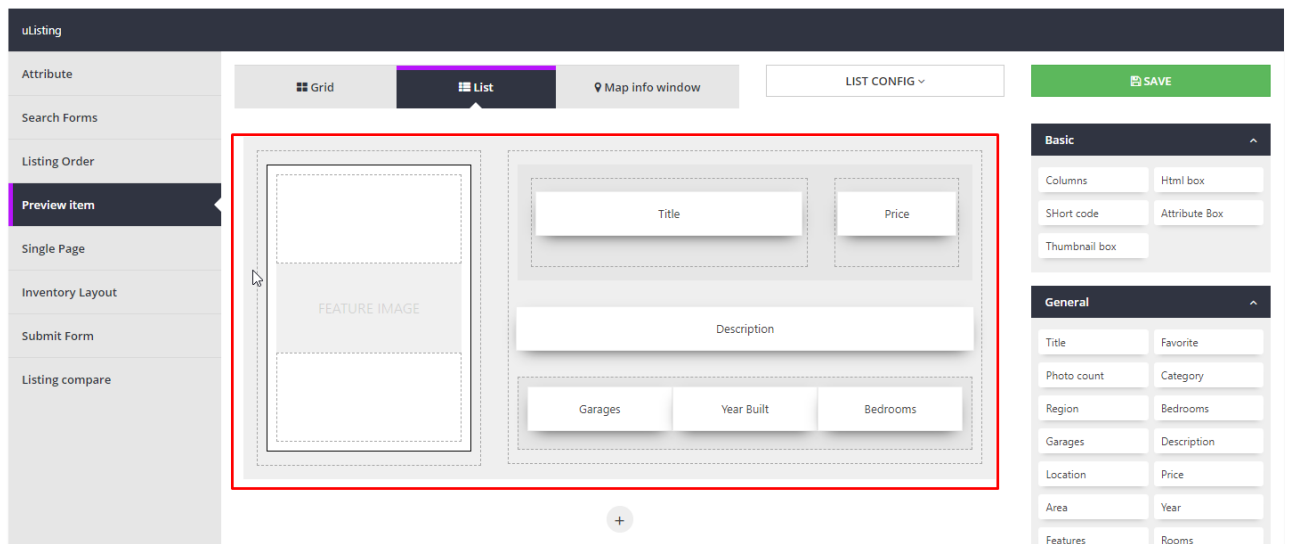 uListing
Attribute
Search Forms
Listing Order
Preview item
Single Page
Inventory Layout
Submit Form
Listing compare
Grid
List
Map info window
LIST CONFIG
SAVE
FEATURE IMAGE
Title
Price
Description
Garages
Year Built
Bedrooms
Basic
Columns
Html box
SHort code
Attribute Box
Thumbnail box
General
Title
Favorite
Photo count
Category
Region
Bedrooms
Garages
Description
Location
Price
Area
Year
Features
Rooms